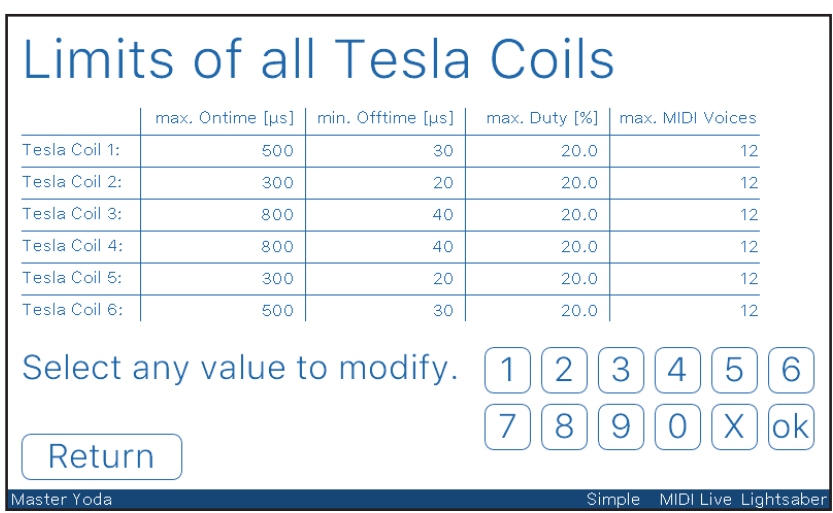 Limits of all Tesla Coils
max. Ontime [µs] min. Offtime [µs] max. Duty [%] max. MIDI Voices
Tesla Coil 1: 500 30 20.0 12
Tesla Coil 2: 300 20 20.0 12
Tesla Coil 3: 800 40 20.0 12
Tesla Coil 4: 800 40 20.0 12
Tesla Coil 5: 300 20 20.0 12
Tesla Coil 6: 500 30 20.0 12
Select any value to modify. 1 2 3 4 5 6
7 8 9 0 X ok
Return
Master Yoda Simple MIDI Live Lightsaber